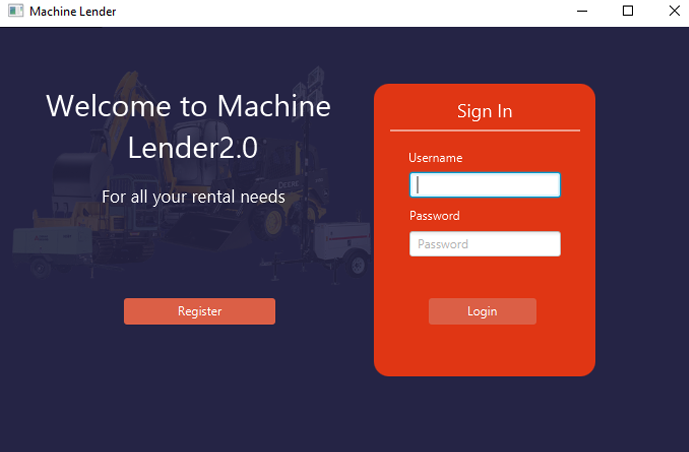 Machine Lender
Welcome to Machine
Lender2.0
For all your rental needs
Register
Sign In
Username
Password
Password
Login